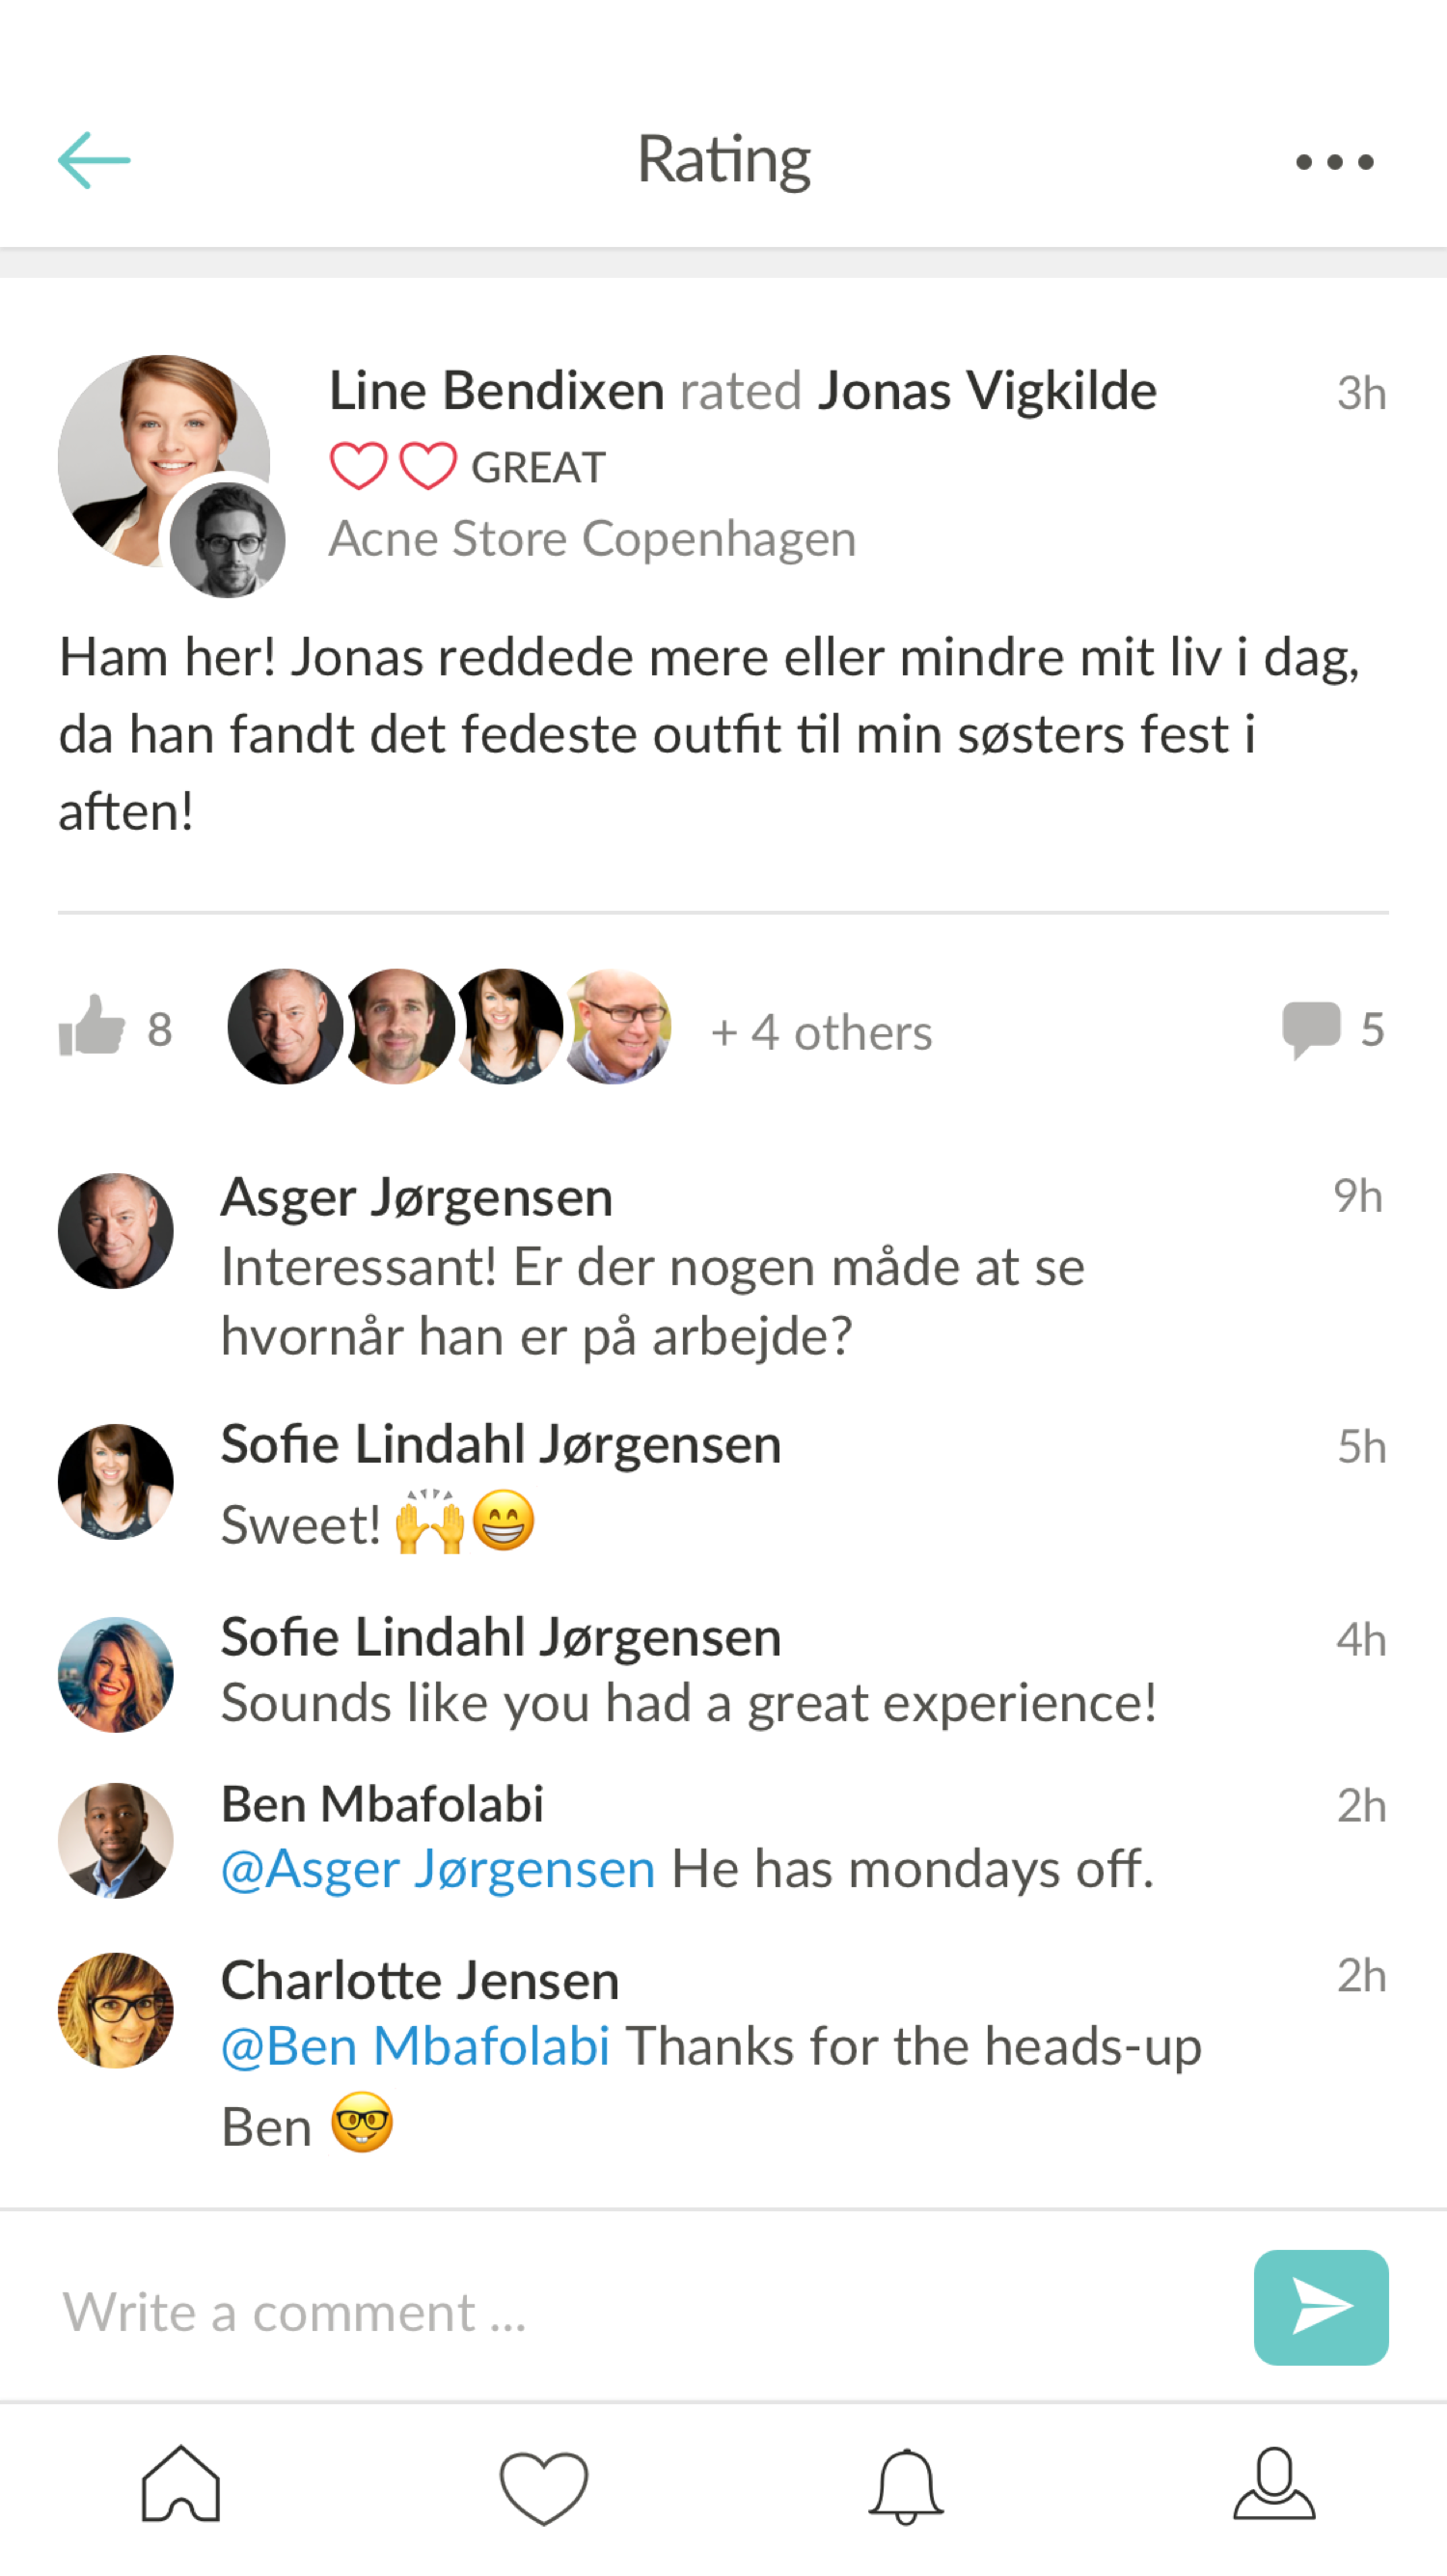 Rating
Line Bendixen rated Jonas Vigkilde 3h
GREAT
Acne Store Copenhagen
Ham her! Jonas reddede mere eller mindre mit liv i dag,
da han fandt det fedeste outfit til min søsters fest i
aften!
8 + 4 others 5
Asger Jørgensen 9h
Interessant! Er der nogen måde at se
hvornår han er på arbejde?
Sofie Lindahl Jørgensen 5h
Sweet! 🙌😁
Sofie Lindahl Jørgensen 4h
Sounds like you had a great experience!
Ben Mbafolabi 2h
@Asger Jørgensen He has mondays off.
Charlotte Jensen 2h
@Ben Mbafolabi Thanks for the heads-up
Ben 🤓
Write a comment ...